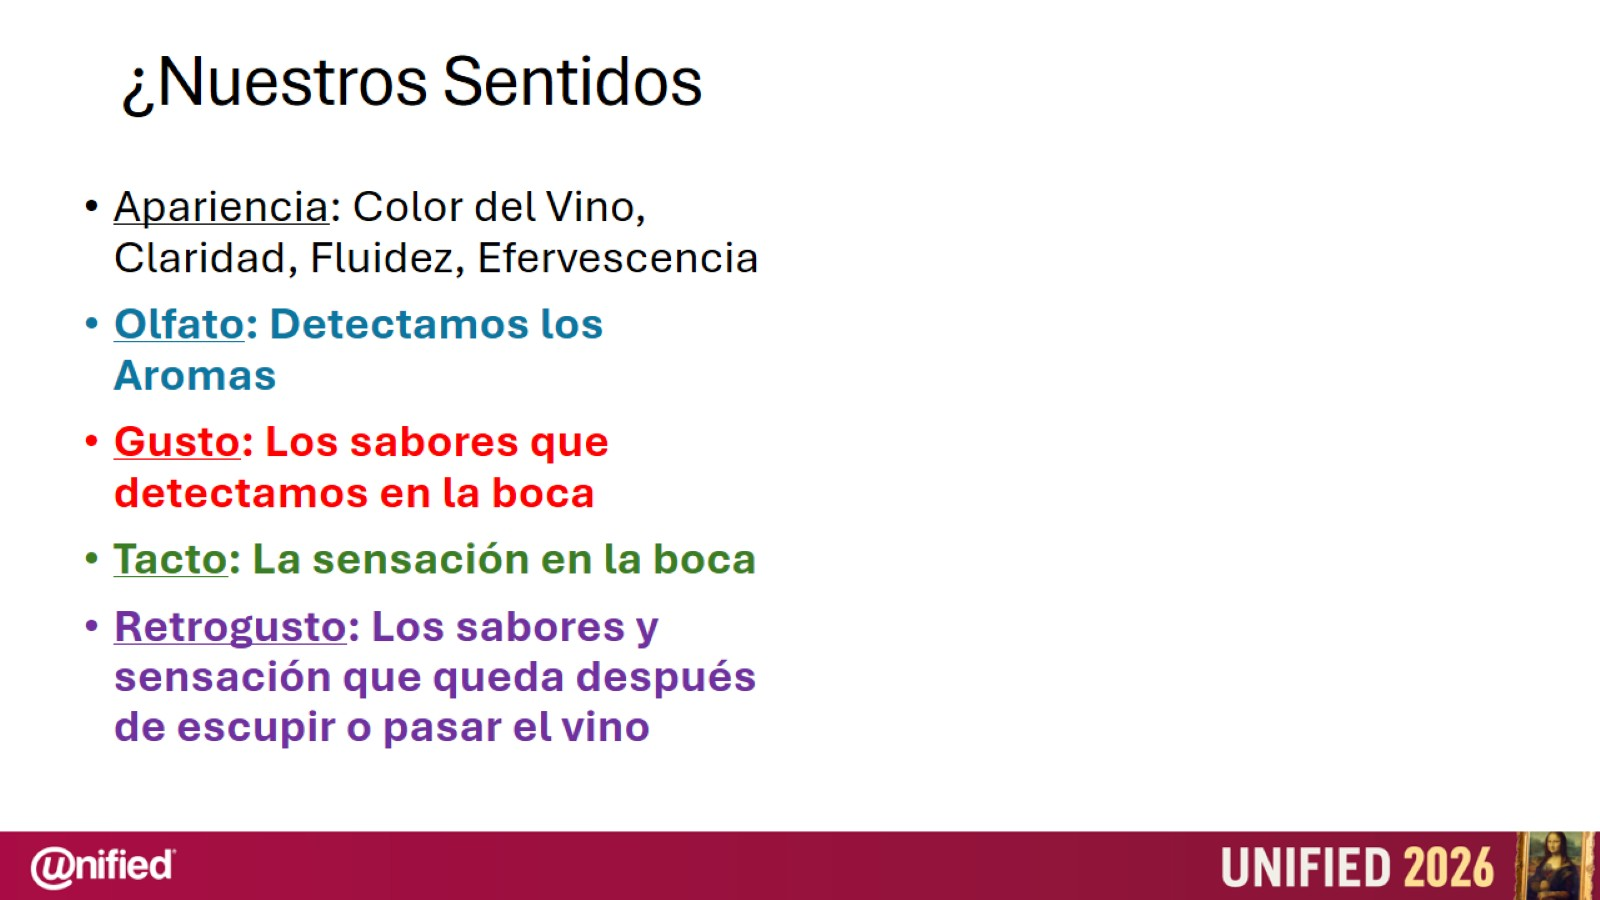 ¿Nuestros Sentidos
• Apariencia: Color del Vino,
Claridad, Fluidez, Efervescencia
• Olfato: Detectamos los
Aromas
• Gusto: Los sabores que
detectamos en la boca
• Tacto: La sensación en la boca
• Retrogusto: Los sabores y
sensación que queda después
de escupir o pasar el vino
@unified
UNIFIED 2026